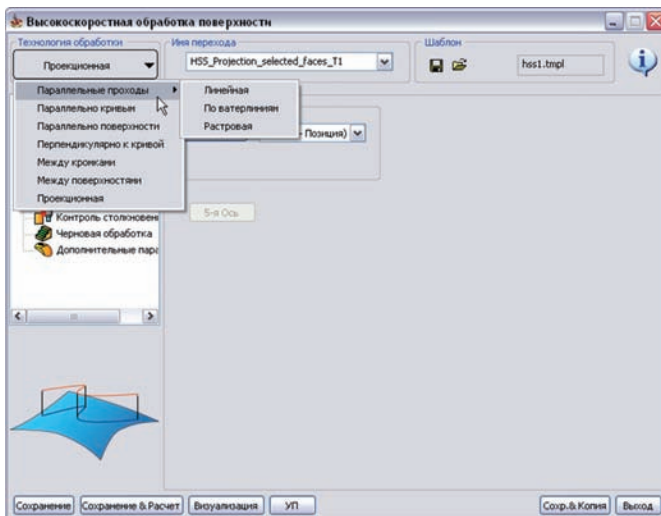 Высокоскоростная обработка поверхности
Технология обработки
Имя перехода
Шаблон
Проекционная
HSS_Projection_selected_faces_T1
hss1.tmpl
Параллельные проходы
Параллельно кривым
Параллельно поверхности
Перпендикулярно к кривой
Между кромками
Между поверхностями
Проекционная
Линейная
По ватерлиниям
Растровая
- Позиция)
5-я Ось
Контроль столкновен
Черновая обработка
Дополнительные пара
Сохранение
Сохранение & Расчет
Визуализация
УП
Сохр.& Копия
Выход